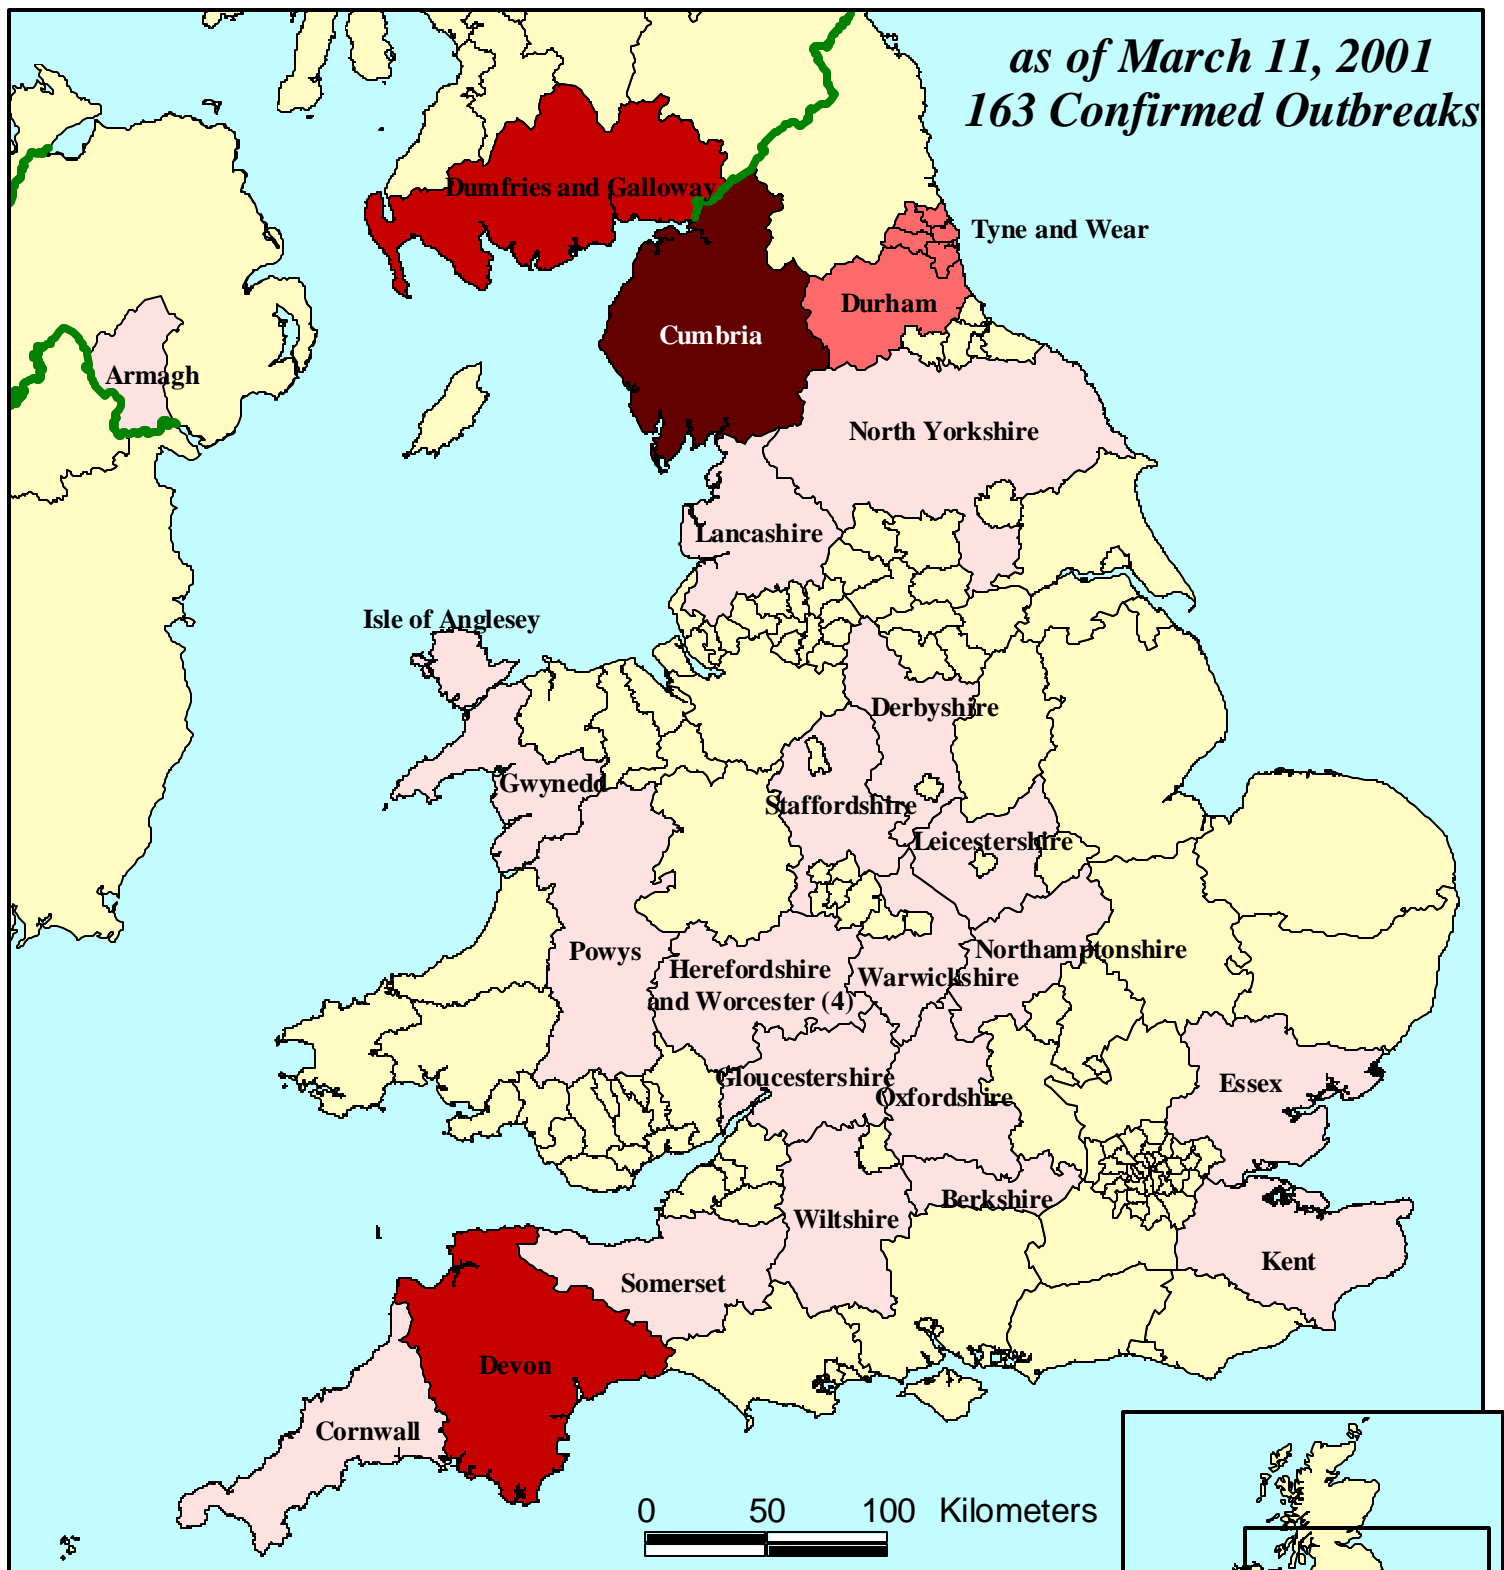 as of March 11, 2001
163 Confirmed Outbreaks
Dumfries and Galloway
Tyne and Wear
Durham
Cumbria
Armagh
North Yorkshire
Lancashire
Isle of Anglesey
Derbyshire
Gwynedd
Staffordshire
Leicestershire
Powys
Northamptonshire
Herefordshire
and Worcester (4)
Warwickshire
Gloucestershire
Oxfordshire
Essex
Berkshire
Wiltshire
Kent
Somerset
Devon
Cornwall
0 50 100 Kilometers